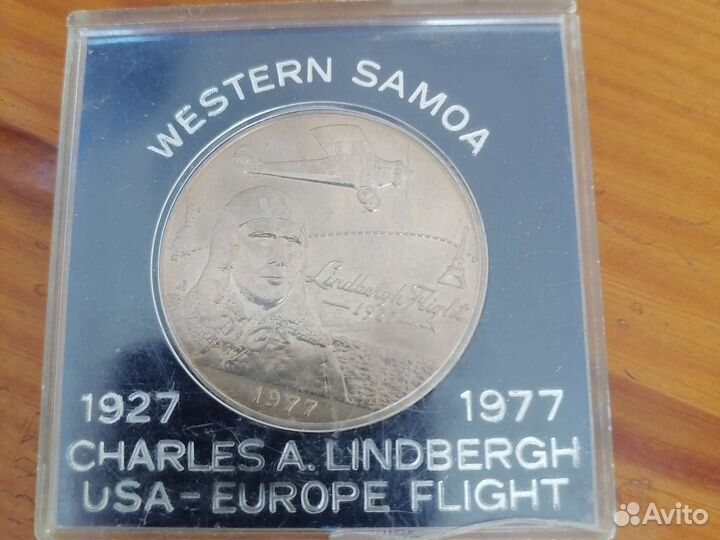 WESTERN SAMOA
Lindbergh Flight
1977
1927 1977
CHARLES A. LINDBERGH
USA - EUROPE FLIGHT
Avito